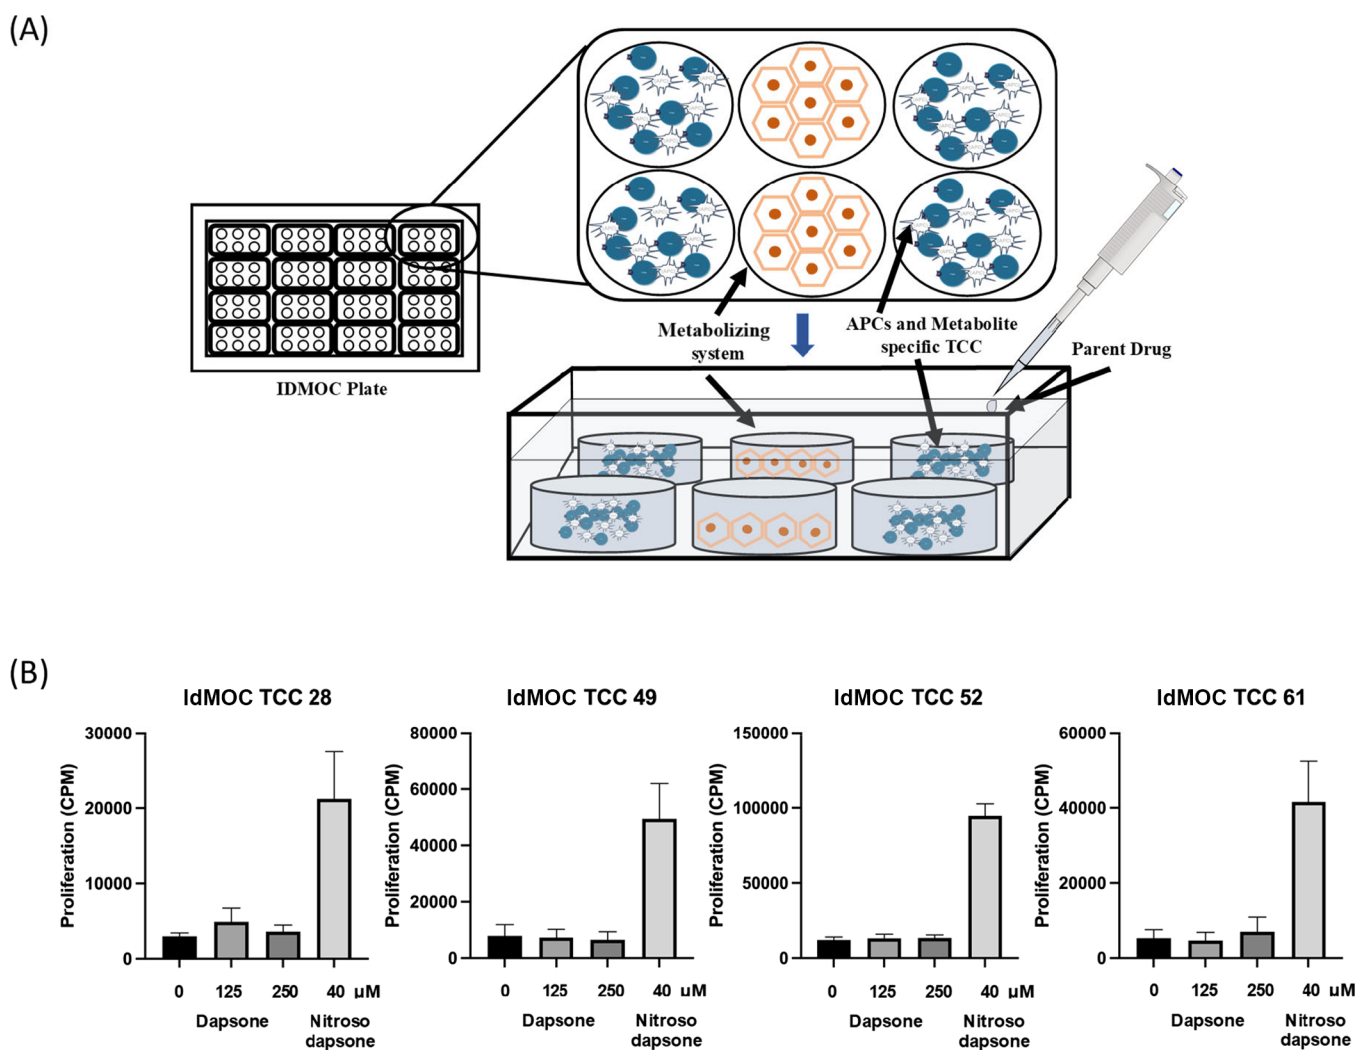 (A)
IDMOC Plate
Metabolizing
system
APCs and Metabolite
specific TCC
Parent Drug
(B)
IdMOC TCC 28
Proliferation (CPM)
30000
20000
10000
0
0 125 250 40 µM
Dapsone
Nitroso
dapsone
IdMOC TCC 49
Proliferation (CPM)
80000
60000
40000
20000
0
0 125 250 40 µM
Dapsone
Nitroso
dapsone
IdMOC TCC 52
Proliferation (CPM)
150000
100000
50000
0
0 125 250 40 µM
Dapsone
Nitroso
dapsone
IdMOC TCC 61
Proliferation (CPM)
60000
40000
20000
0
0 125 250 40 µM
Dapsone
Nitroso
dapsone